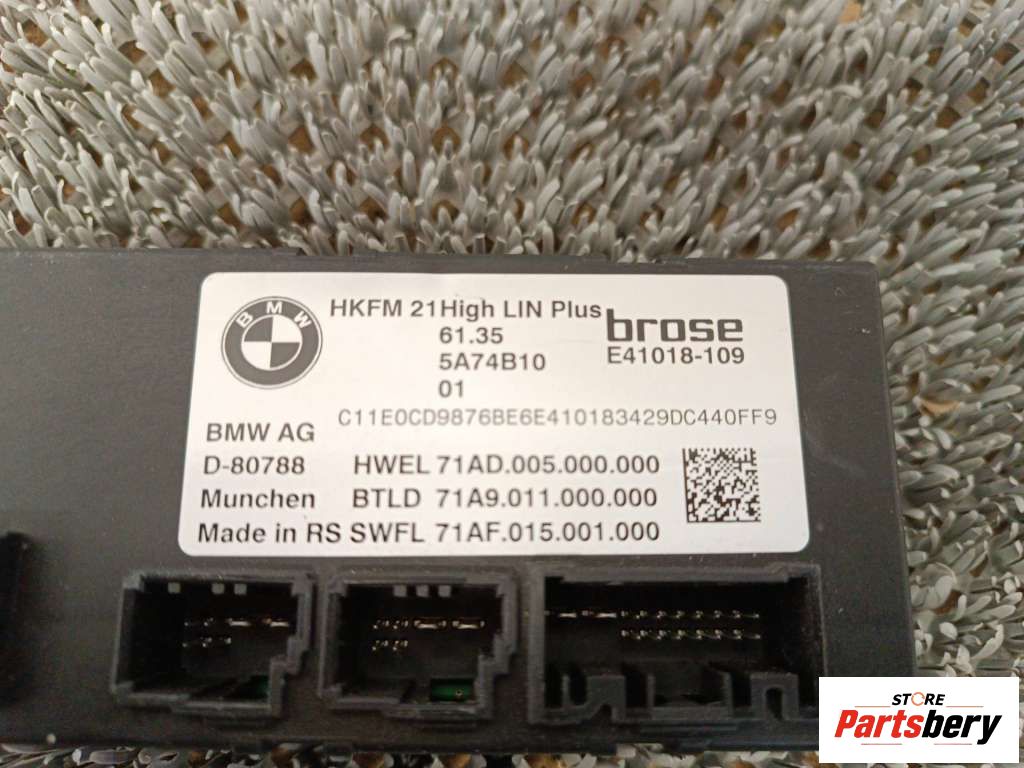 BMW
HKFM 21High LIN Plus
61.35
5A74B10
01
brose
E41018-109
C11E0CD9876BE6E410183429DC440FF9
BMW AG
D-80788
HWEL 71AD.005.000.000
Munchen
BTLD 71A9.011.000.000
Made in RS SWFL 71AF.015.001.000
STORE
Partsbery